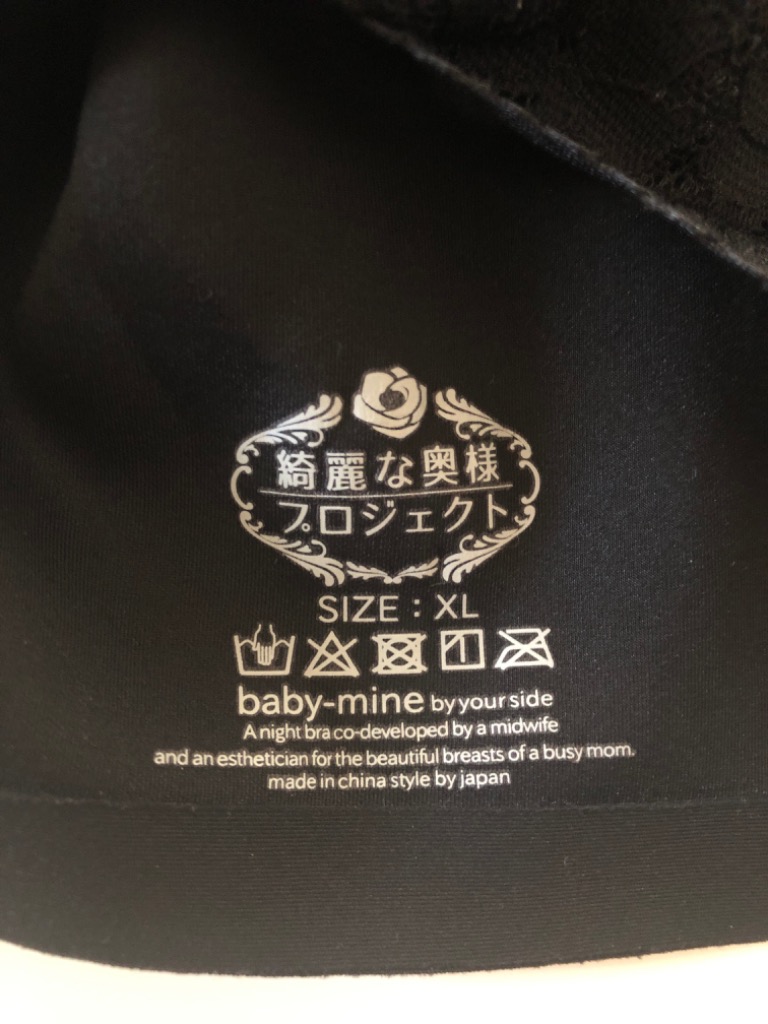 綺麗な奥様
プロジェクト
SIZE : XL
baby-mine by your side
A night bra co-developed by a midwife
and an esthetician for the beautiful breasts of a busy mom.
made in china style by japan